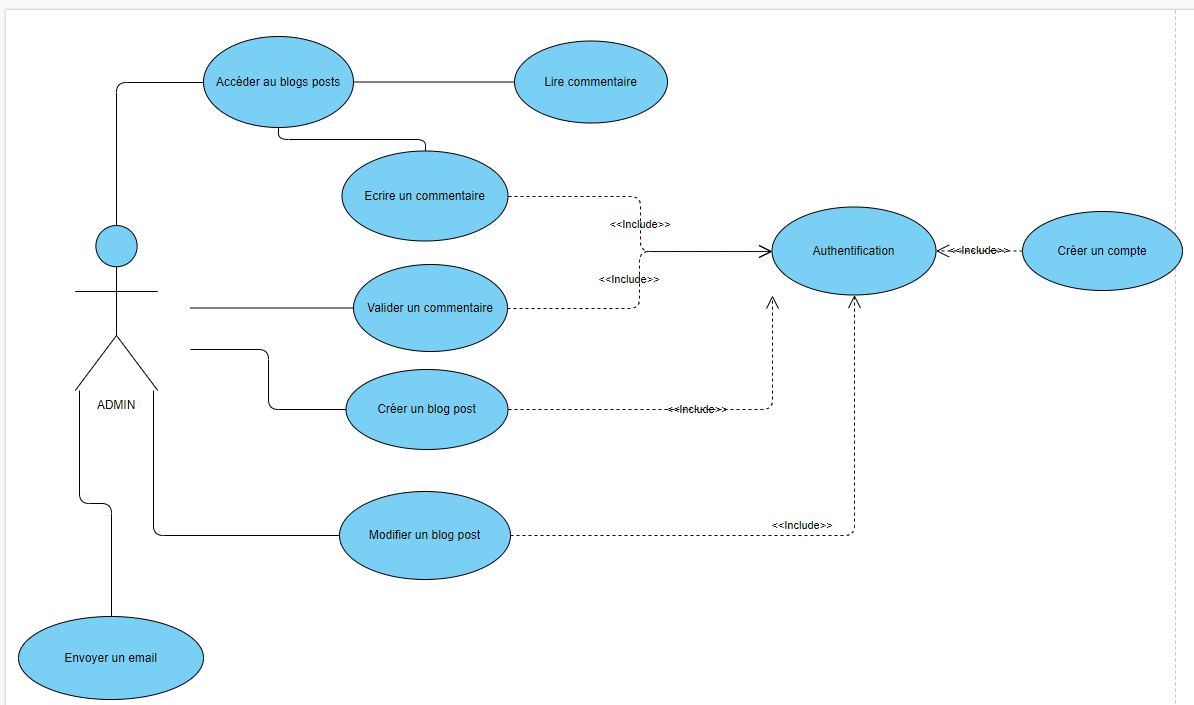 Accéder au blogs posts
Lire commentaire
Ecrire un commentaire
<<Include>>
Authentification
<<Include>>
Créer un compte
<<Include>>
Valider un commentaire
ADMIN
Créer un blog post
<<Include>>
<<Include>>
Modifier un blog post
Envoyer un email